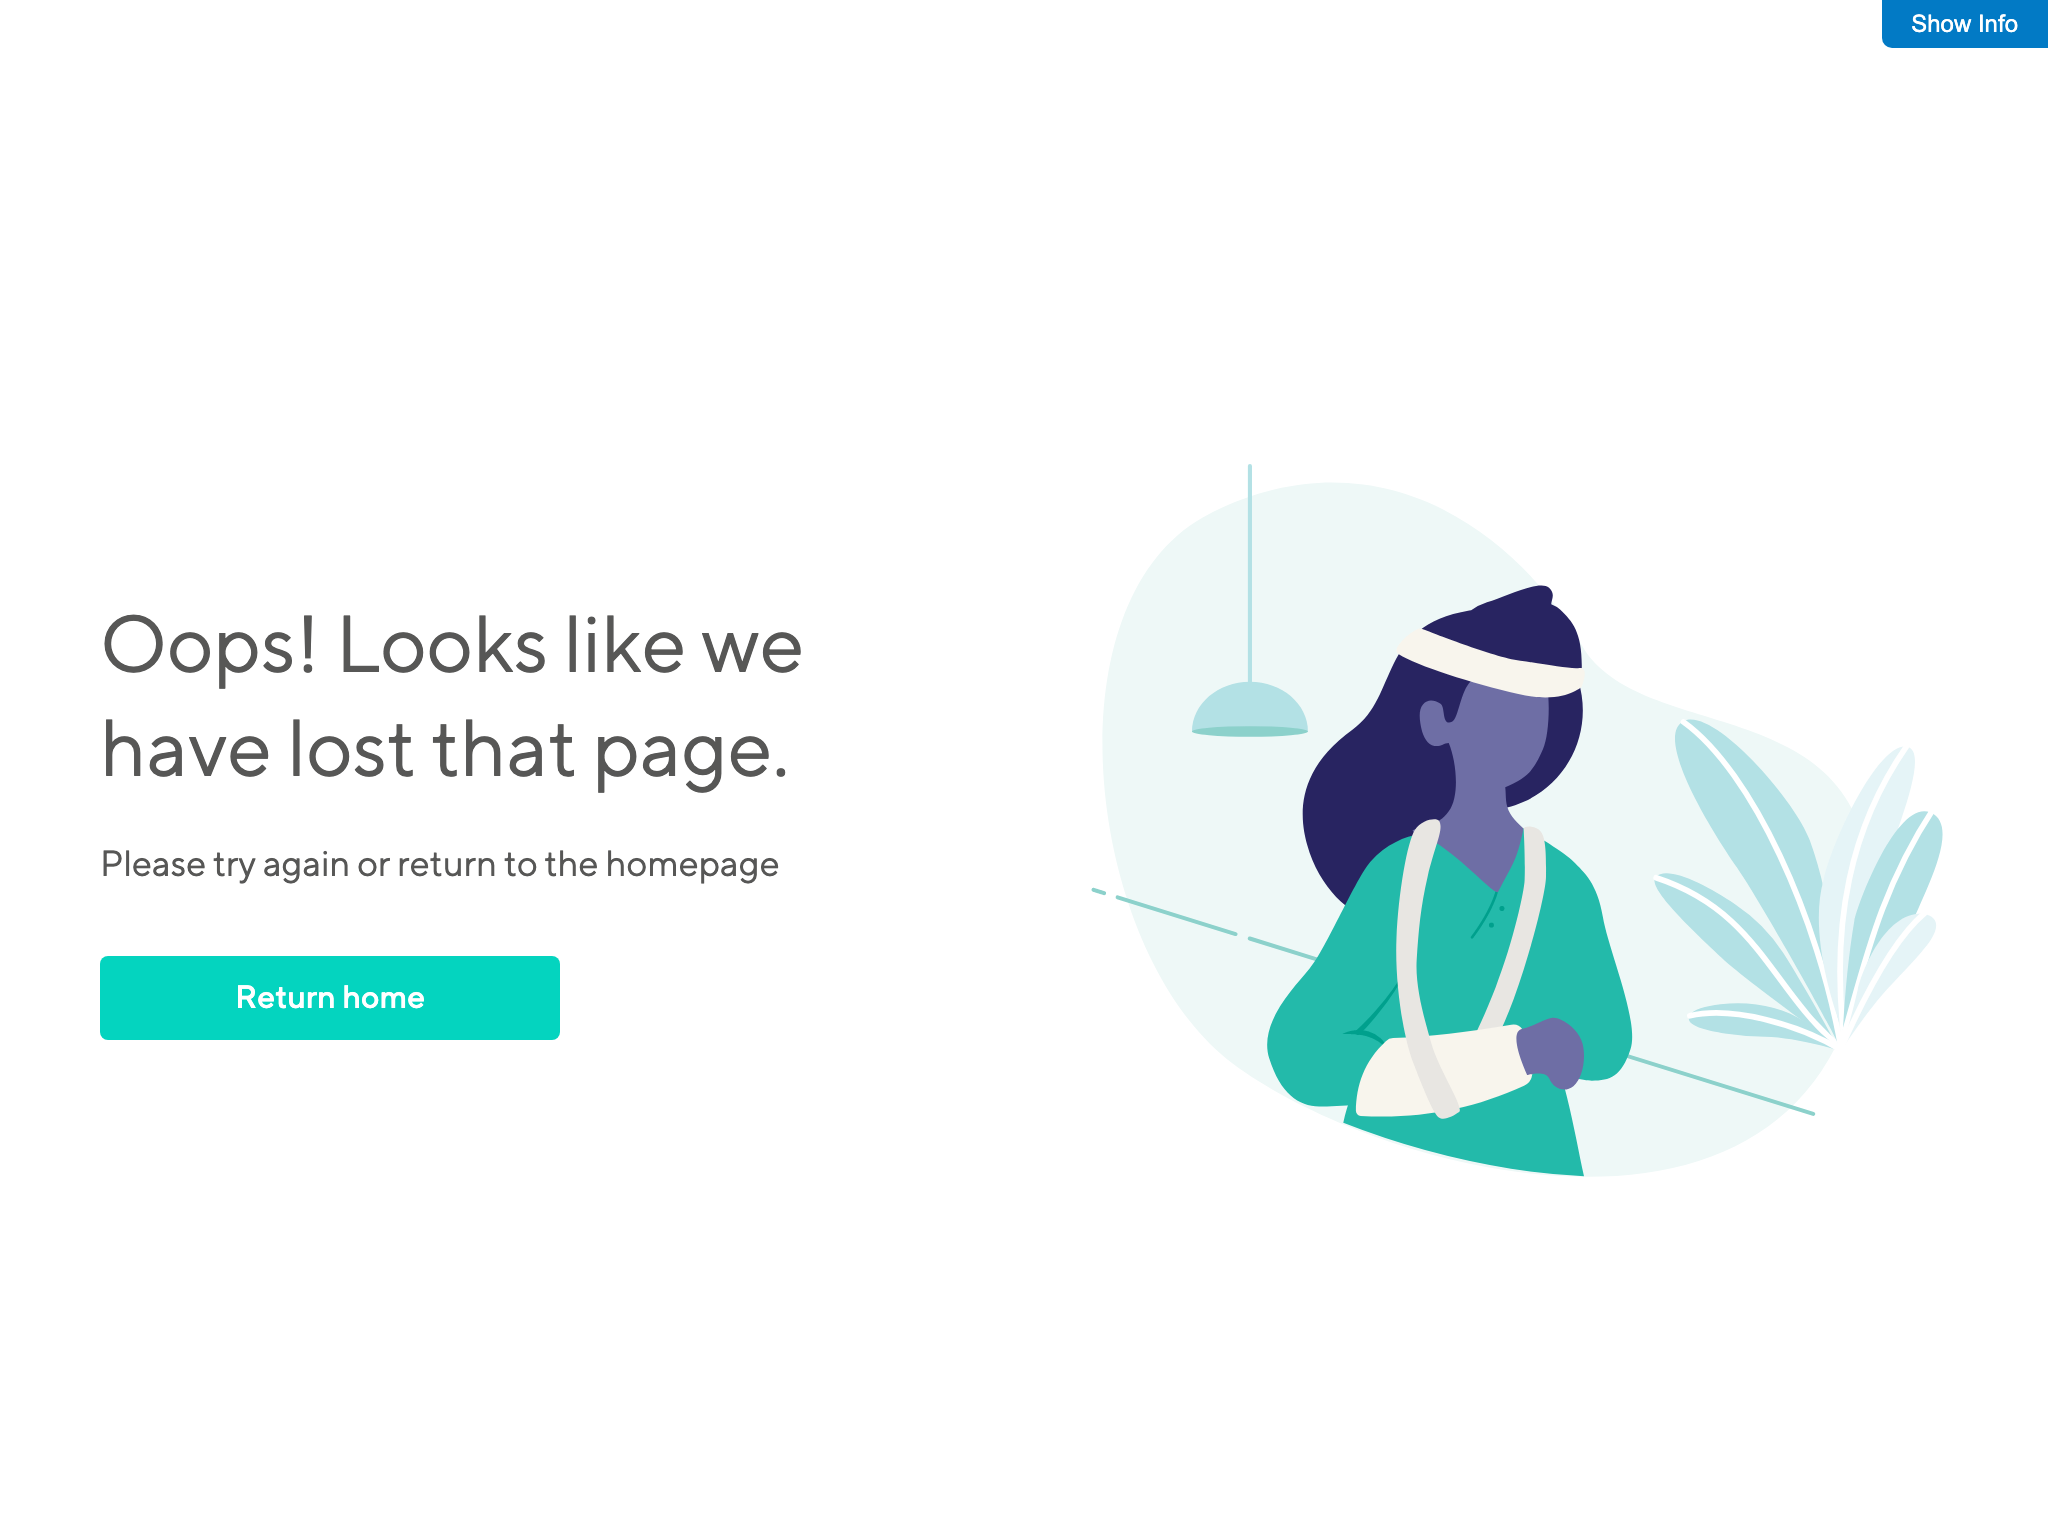 Show Info
Oops! Looks like we
have lost that page.
Please try again or return to the homepage
Return home